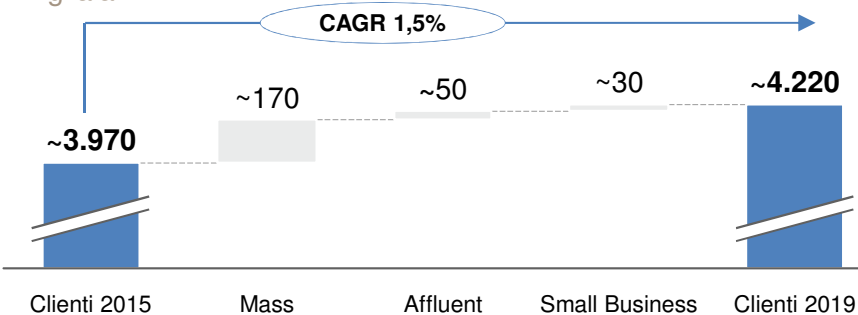 CAGR 1,5%
~3.970
~170
~50
~30
~4.220
Clienti 2015
Mass
Affluent
Small Business
Clienti 2019